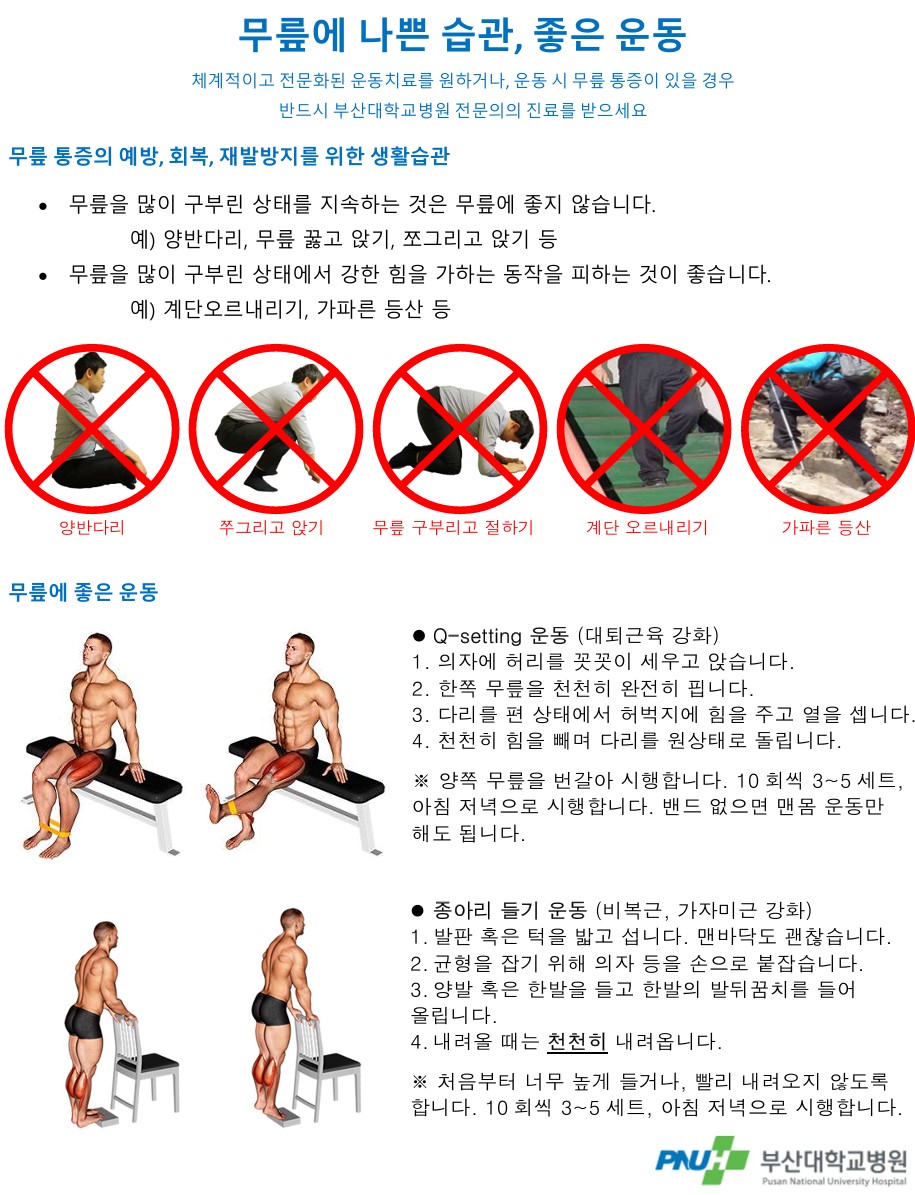 무릎에 나쁜 습관, 좋은 운동
체계적이고 전문화된 운동치료를 원하거나, 운동 시 무릎 통증이 있을 경우
반드시 부산대학교병원 전문의의 진료를 받으세요
무릎 통증의 예방, 회복, 재발방지를 위한 생활습관
• 무릎을 많이 구부린 상태를 지속하는 것은 무릎에 좋지 않습니다.
예) 양반다리, 무릎 꿇고 앉기, 쪼그리고 앉기 등
• 무릎을 많이 구부린 상태에서 강한 힘을 가하는 동작을 피하는 것이 좋습니다.
예) 계단오르내리기, 가파른 등산 등
양반다리 쭈그리고 앉기 무릎 구부리고 절하기 계단 오르내리기 가파른 등산
무릎에 좋은 운동
● Q-setting 운동 (대퇴근육 강화)
1. 의자에 허리를 꼿꼿이 세우고 앉습니다.
2. 한쪽 무릎을 천천히 완전히 핍니다.
3. 다리를 편 상태에서 허벅지에 힘을 주고 열을 셉니다.
4. 천천히 힘을 빼며 다리를 원상태로 돌립니다.
※ 양쪽 무릎을 번갈아 시행합니다. 10회씩 3~5세트,
아침 저녁으로 시행합니다. 밴드 없으면 맨몸 운동만
해도 됩니다.
● 종아리 들기 운동 (비복근, 가자미근 강화)
1. 발판 혹은 턱을 밟고 섭니다. 맨바닥도 괜찮습니다.
2. 균형을 잡기 위해 의자 등을 손으로 붙잡습니다.
3. 양발 혹은 한발을 들고 한발의 발뒤꿈치를 들어
올립니다.
4. 내려올 때는 천천히 내려옵니다.
※ 처음부터 너무 높게 들거나, 빨리 내려오지 않도록
합니다. 10회씩 3~5세트, 아침 저녁으로 시행합니다.
PNUH 부산대학교병원
Pusan National University Hospital